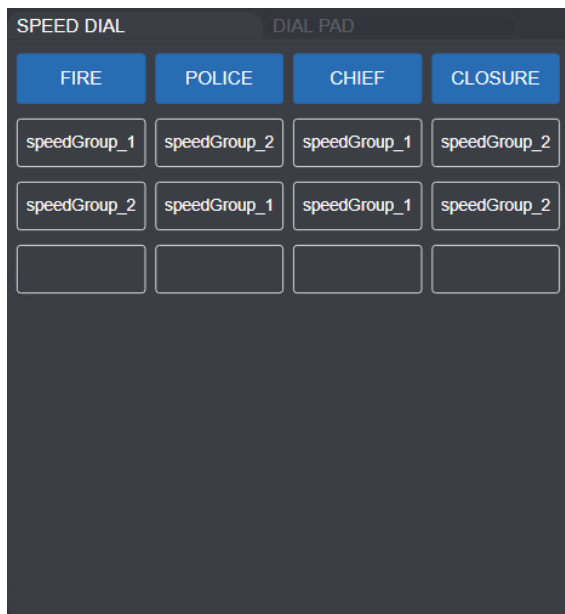 SPEED DIAL DIAL PAD
FIRE POLICE CHIEF CLOSURE
speedGroup_1 speedGroup_2 speedGroup_1 speedGroup_2
speedGroup_2 speedGroup_1 speedGroup_1 speedGroup_2